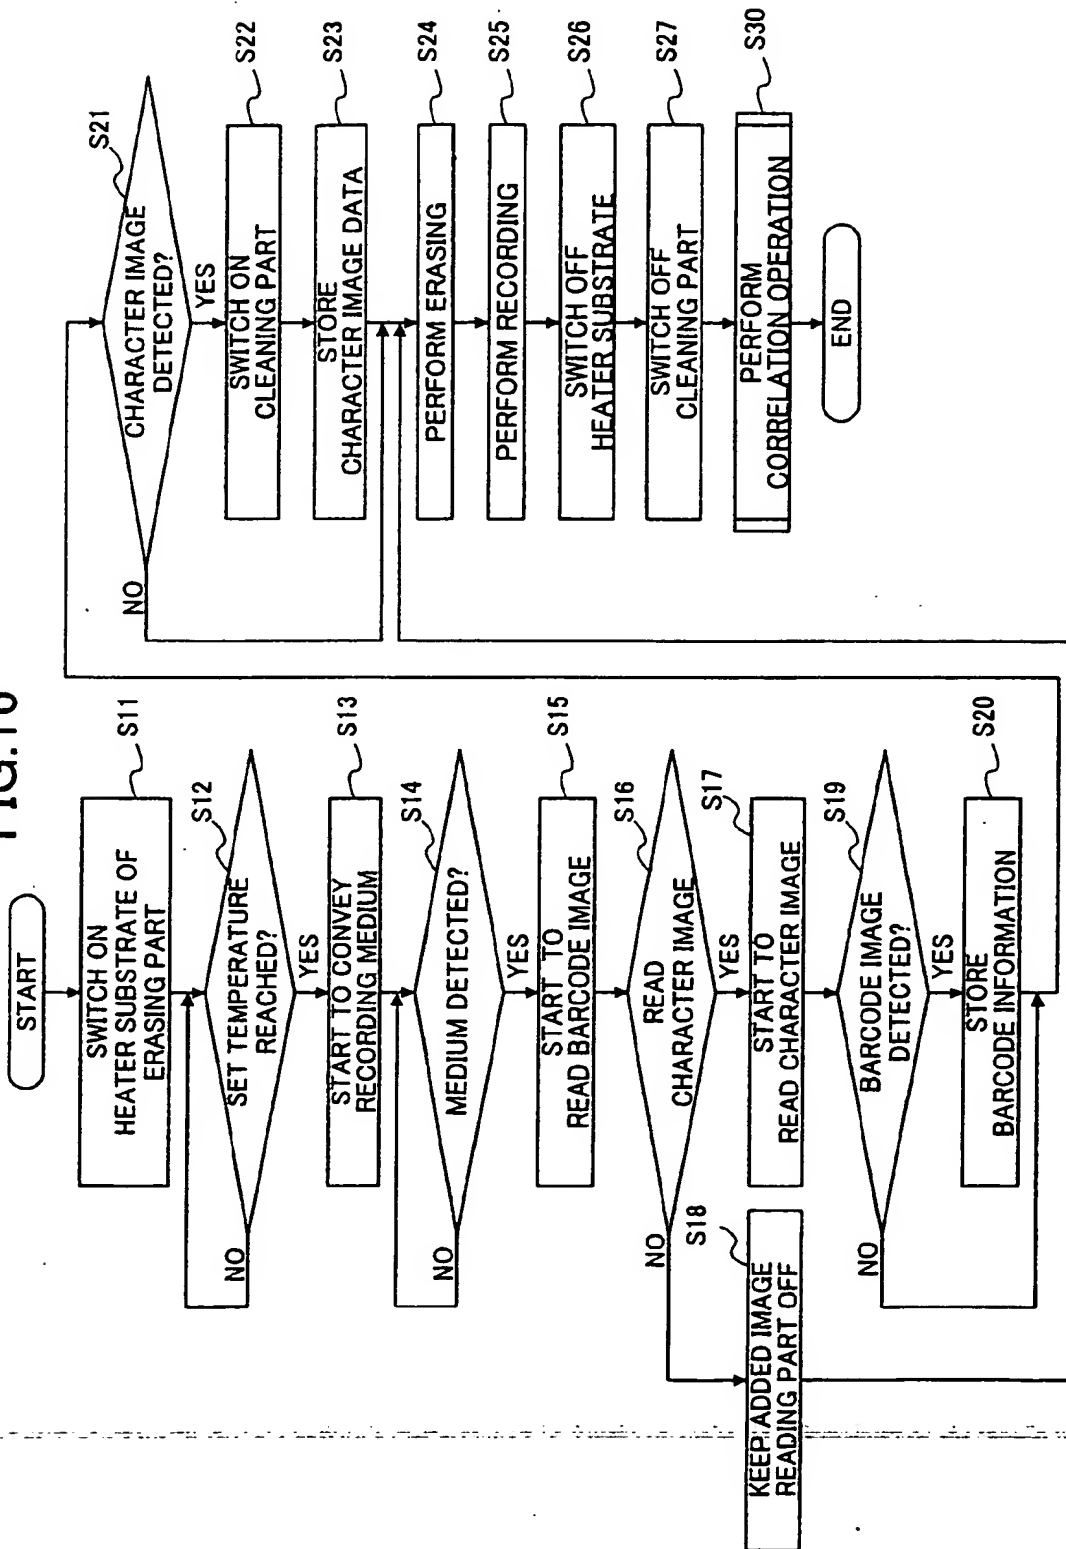 START
SWITCH ON
HEATER SUBSTRATE OF
ERASING PART
S11
SET TEMPERATURE
REACHED?
S12
NO
YES
START TO CONVEY
RECORDING MEDIUM
S13
MEDIUM DETECTED?
S14
NO
YES
START TO
READ BARCODE IMAGE
S15
READ
CHARACTER IMAGE
S16
NO
YES
START TO
READ CHARACTER IMAGE
S17
KEEP ADDED IMAGE
READING PART OFF
S18
BARCODE IMAGE
DETECTED?
S19
NO
YES
STORE
BARCODE INFORMATION
S20
CHARACTER IMAGE
DETECTED?
S21
NO
YES
SWITCH ON
CLEANING PART
S22
STORE
CHARACTER IMAGE DATA
S23
PERFORM ERASING
S24
PERFORM RECORDING
S25
SWITCH OFF
HEATER SUBSTRATE
S26
SWITCH OFF
CLEANING PART
S27
PERFORM
CORRELATION OPERATION
S30
END